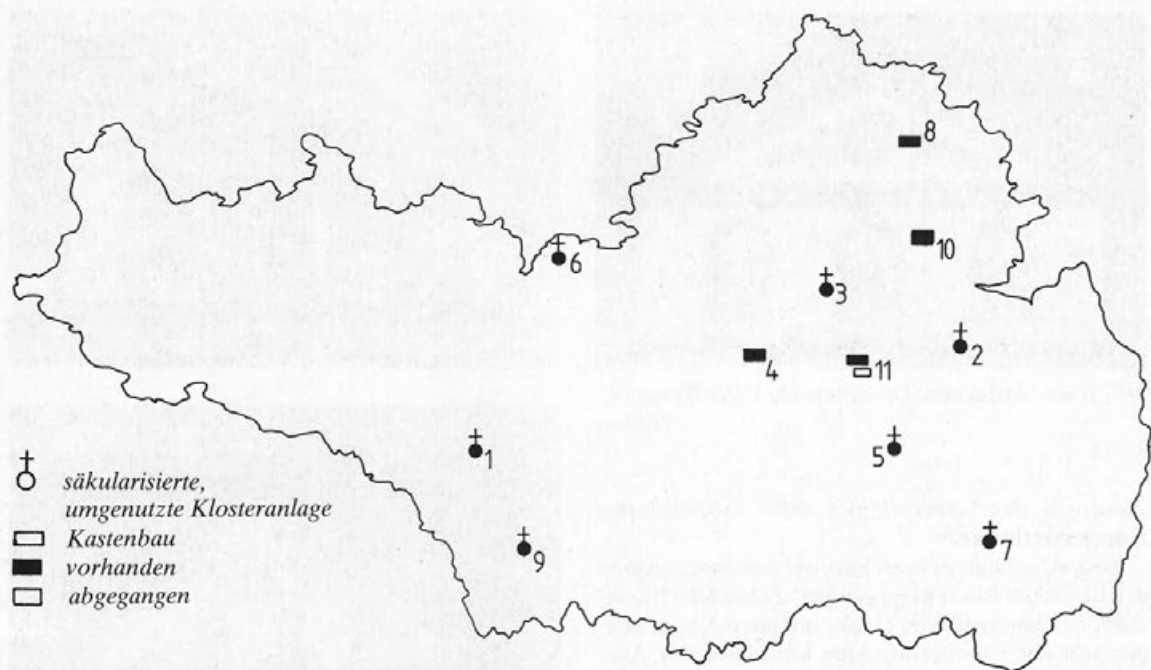 8
10
6
3
2
4
11
1
5
9
7
säkularisierte,
umgenutzte Klosteranlage
Kastenbau
vorhanden
abgegangen